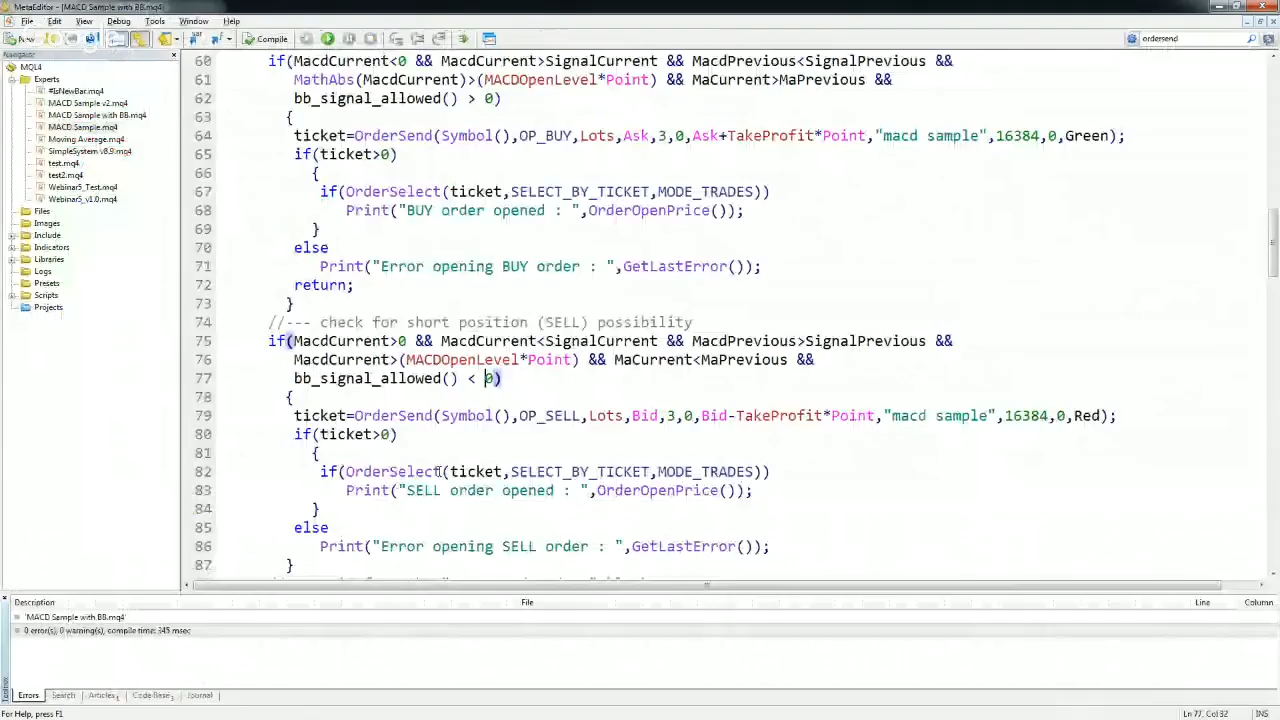 MetaEditor - [MACD Sample with BB.mq4]
File Edit View Debug Tools Window Help
New Compile ordersend
Navigator
MQL4
Experts
#IsNewBar.mq4
MACD Sample v2.mq4
MACD Sample with BB.mq4
MACD Sample.mq4
Moving Average.mq4
SimpleSystem v8.9.mq4
test.mq4
test2.mq4
Webinar5_Test.mq4
Webinar5_v1.0.mq4
Files
Images
Include
Indicators
Libraries
Logs
Presets
Scripts
Projects
60 if(MacdCurrent<0 && MacdCurrent>SignalCurrent && MacdPrevious<SignalPrevious &&
61 MathAbs(MacdCurrent)>(MACDOpenLevel*Point) && MaCurrent>MaPrevious &&
62 bb_signal_allowed() > 0)
63 {
64 ticket=OrderSend(Symbol(),OP_BUY,Lots,Ask,3,0,Ask+TakeProfit*Point,"macd sample",16384,0,Green);
65 if(ticket>0)
66 {
67 if(OrderSelect(ticket,SELECT_BY_TICKET,MODE_TRADES))
68 Print("BUY order opened : ",OrderOpenPrice());
69 }
70 else
71 Print("Error opening BUY order : ",GetLastError());
72 return;
73 }
74 //--- check for short position (SELL) possibility
75 if(MacdCurrent>0 && MacdCurrent<SignalCurrent && MacdPrevious>SignalPrevious &&
76 MacdCurrent>(MACDOpenLevel*Point) && MaCurrent<MaPrevious &&
77 bb_signal_allowed() < 0)
78 {
79 ticket=OrderSend(Symbol(),OP_SELL,Lots,Bid,3,0,Bid-TakeProfit*Point,"macd sample",16384,0,Red);
80 if(ticket>0)
81 {
82 if(OrderSelect(ticket,SELECT_BY_TICKET,MODE_TRADES))
83 Print("SELL order opened : ",OrderOpenPrice());
84 }
85 else
86 Print("Error opening SELL order : ",GetLastError());
87 }
Description File Line Column
'MACD Sample with BB.mq4'
0 error(s), 0 warning(s), compile time: 345 msec
Toolbox
Errors Search Articles Code Base Journal
For Help, press F1 Ln 77, Col 32 INS